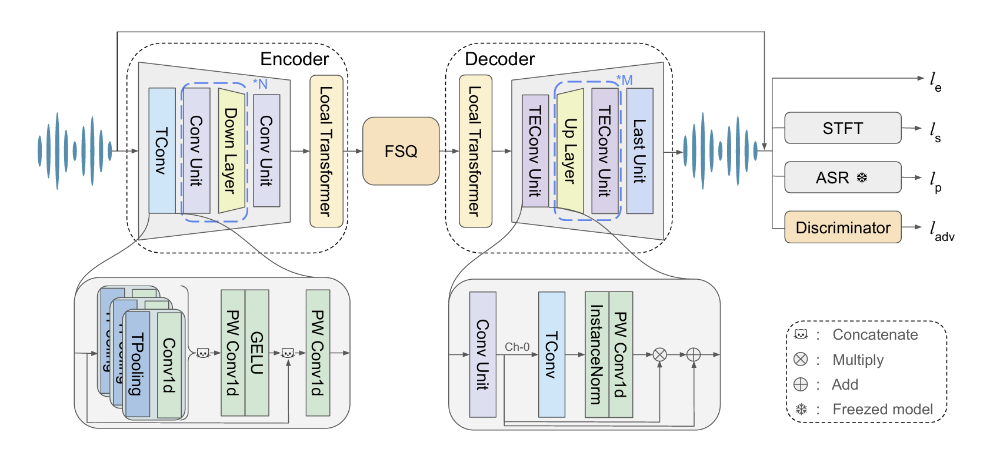 Encoder
Decoder
*N
*M
TConv
Conv Unit
Down Layer
Conv Unit
Local Transformer
FSQ
Local Transformer
TEConv Unit
Up Layer
TEConv Unit
Last Unit
l_e
STFT
l_s
ASR ❄
l_p
Discriminator
l_adv
TPooling
TPooling
TPooling
Conv1d
PW Conv1d
GELU
PW Conv1d
Conv Unit
Ch-0
TConv
InstanceNorm
PW Conv1d
: Concatenate
: Multiply
: Add
❄ : Freezed model